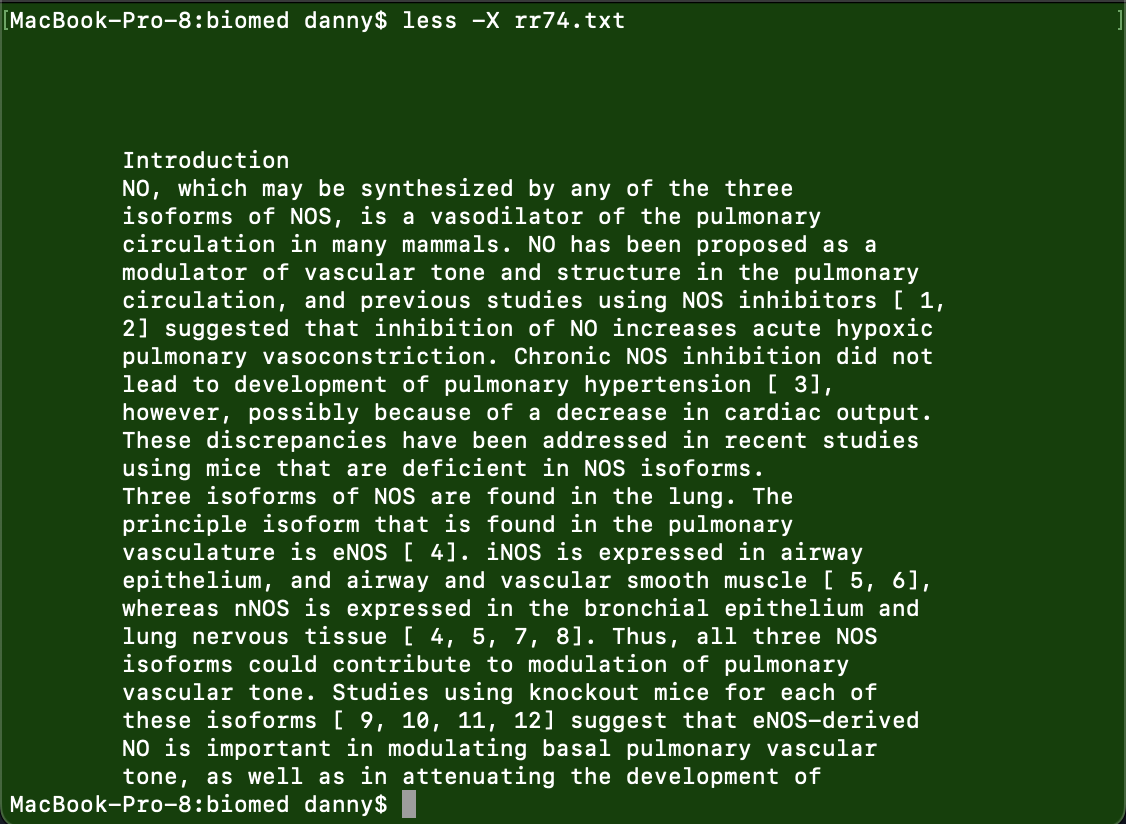 [MacBook-Pro-8:biomed danny$ less -X rr74.txt ]
Introduction
NO, which may be synthesized by any of the three
isoforms of NOS, is a vasodilator of the pulmonary
circulation in many mammals. NO has been proposed as a
modulator of vascular tone and structure in the pulmonary
circulation, and previous studies using NOS inhibitors [ 1,
2] suggested that inhibition of NO increases acute hypoxic
pulmonary vasoconstriction. Chronic NOS inhibition did not
lead to development of pulmonary hypertension [ 3],
however, possibly because of a decrease in cardiac output.
These discrepancies have been addressed in recent studies
using mice that are deficient in NOS isoforms.
Three isoforms of NOS are found in the lung. The
principle isoform that is found in the pulmonary
vasculature is eNOS [ 4]. iNOS is expressed in airway
epithelium, and airway and vascular smooth muscle [ 5, 6],
whereas nNOS is expressed in the bronchial epithelium and
lung nervous tissue [ 4, 5, 7, 8]. Thus, all three NOS
isoforms could contribute to modulation of pulmonary
vascular tone. Studies using knockout mice for each of
these isoforms [ 9, 10, 11, 12] suggest that eNOS-derived
NO is important in modulating basal pulmonary vascular
tone, as well as in attenuating the development of
MacBook-Pro-8:biomed danny$